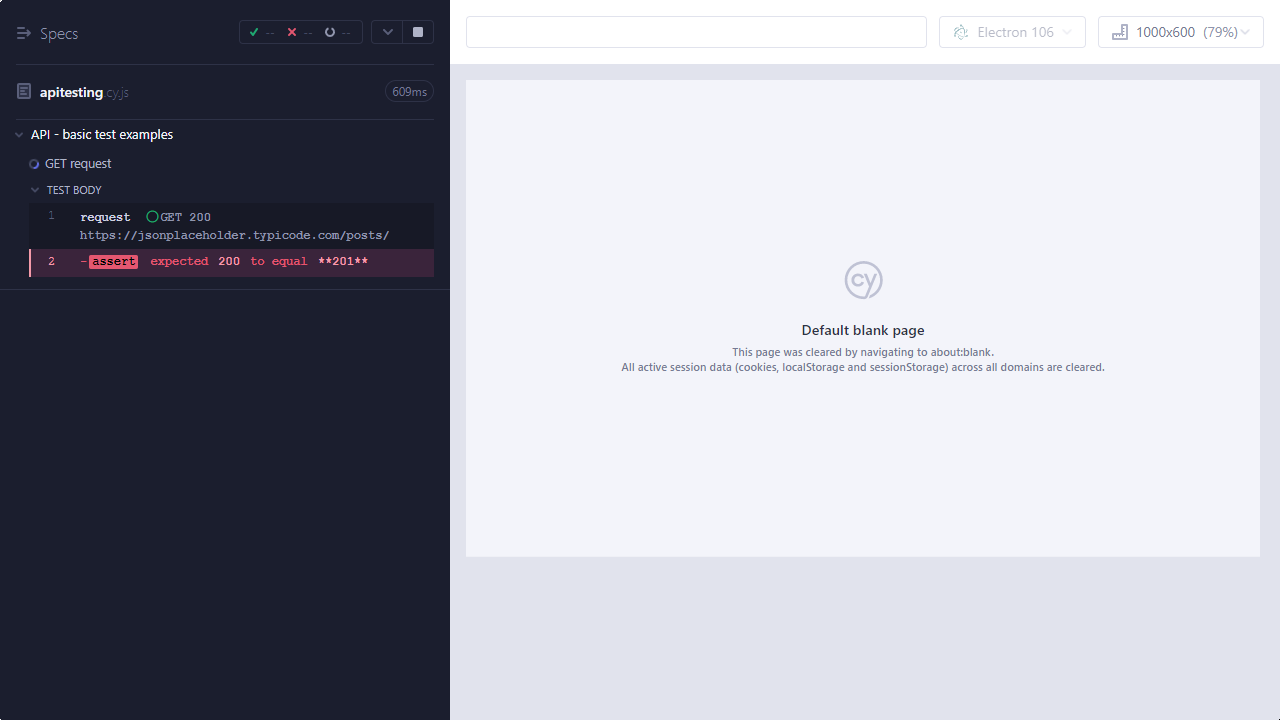 Specs
-- -- --
apitesting.cy.js
609ms
API - basic test examples
GET request
TEST BODY
1 request GET 200
https://jsonplaceholder.typicode.com/posts/
2 -assert expected 200 to equal **201**
Electron 106
1000x600 (79%)
cy
Default blank page
This page was cleared by navigating to about:blank.
All active session data (cookies, localStorage and sessionStorage) across all domains are cleared.